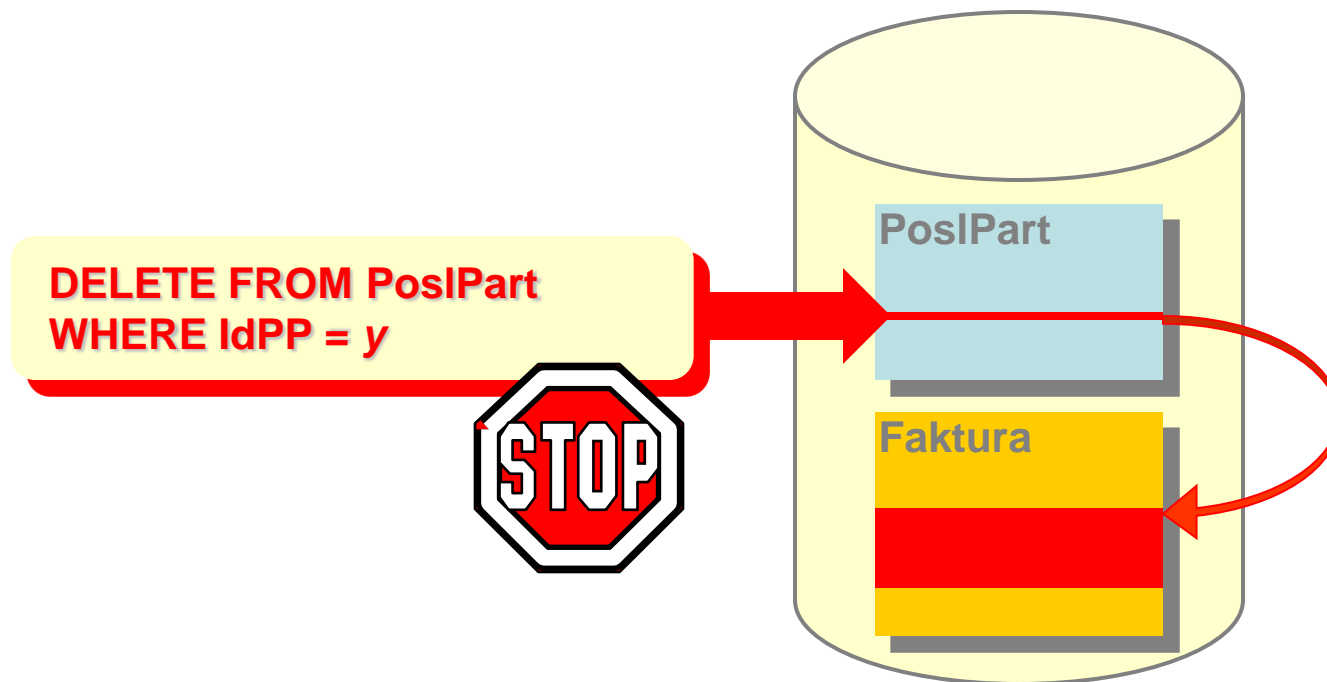 PoslPart
DELETE FROM PoslPart
WHERE IdPP = y
STOP
Faktura